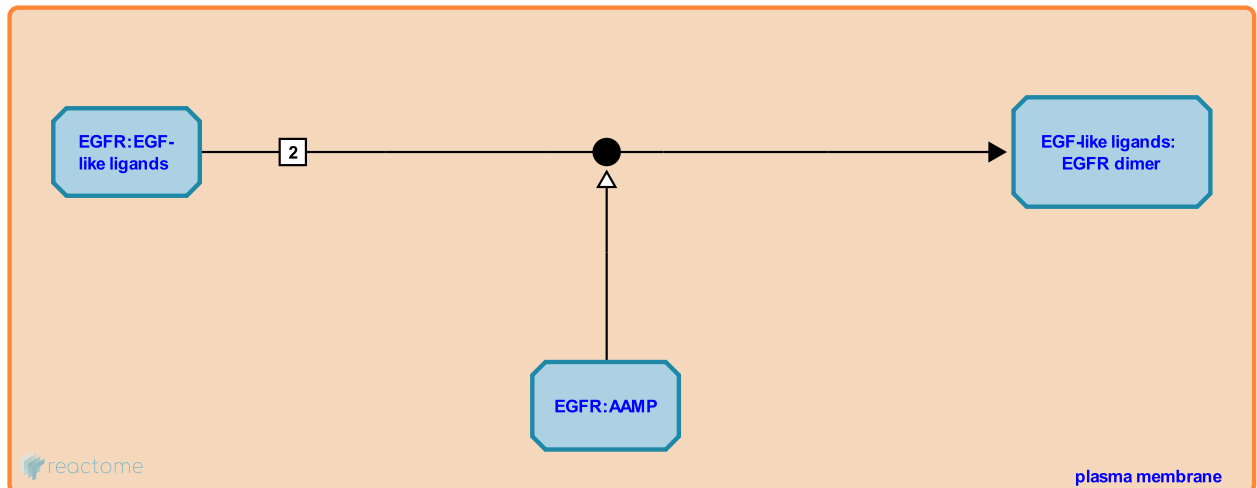 EGFR:EGF-
like ligands
2
EGF-like ligands:
EGFR dimer
EGFR:AAMP
reactome
plasma membrane